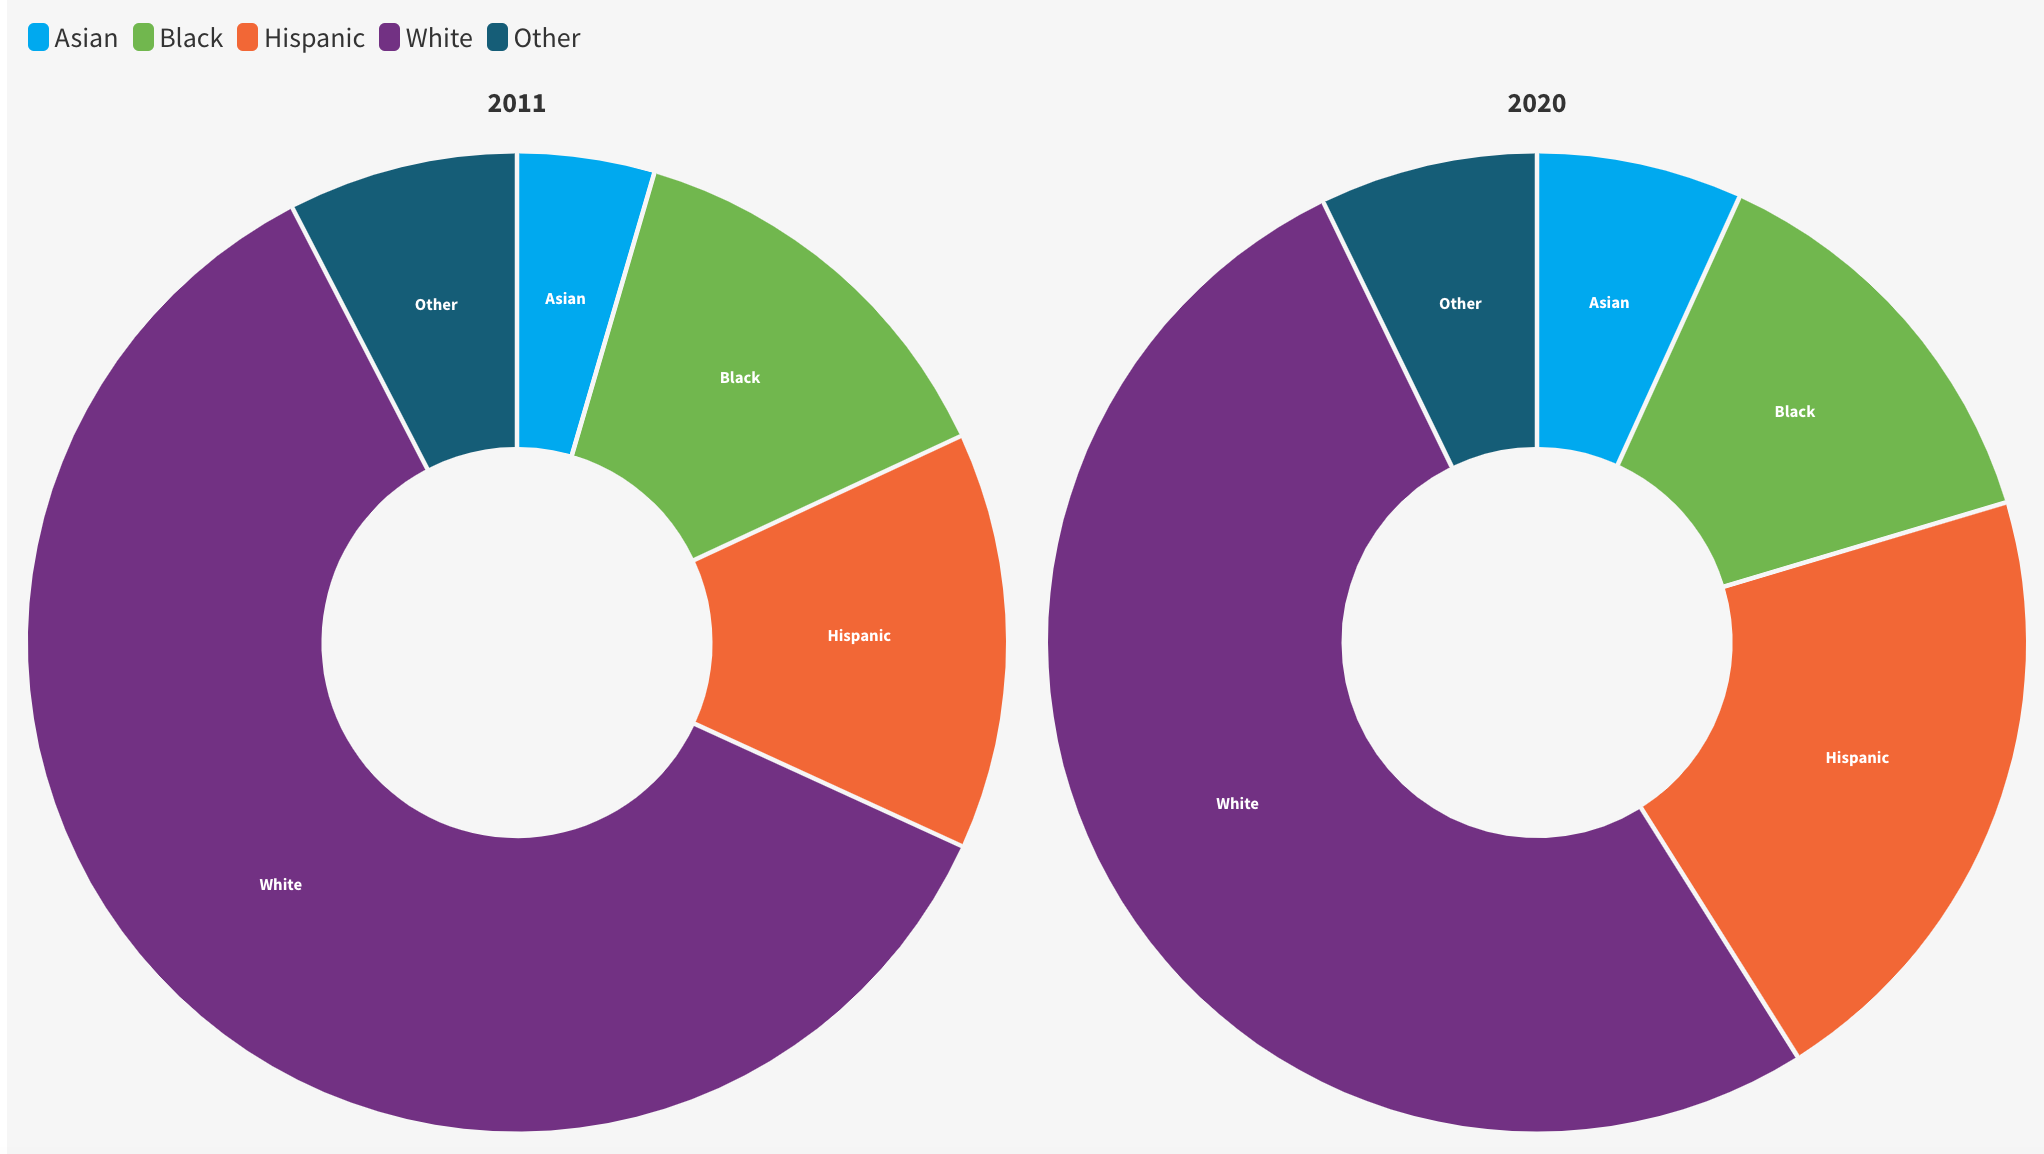 Asian Black Hispanic White Other
2011
Other
Asian
Black
Hispanic
White
2020
Other
Asian
Black
Hispanic
White